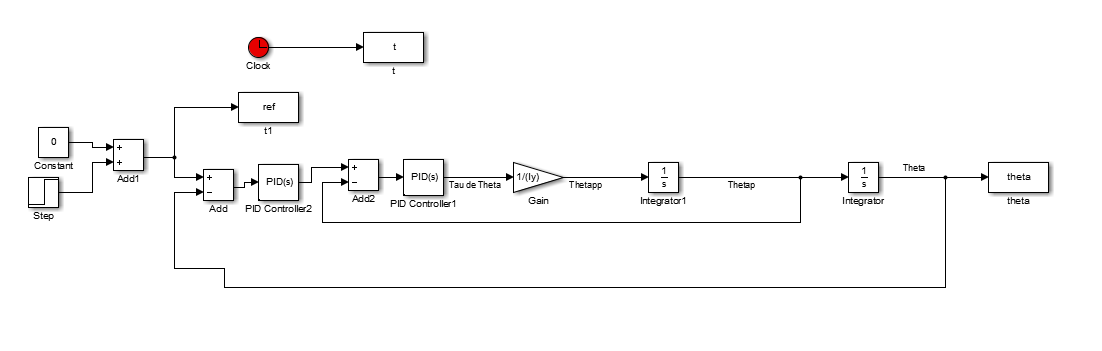 t
Clock
t
ref
t1
0
+
+
Constant
Add1
Step
+
−
Add
PID(s)
PID Controller2
+
−
Add2
PID(s)
PID Controller1
Tau de Theta
1/(Iy)
Gain
Thetapp
1
s
Integrator1
Thetap
1
s
Integrator
Theta
theta
theta